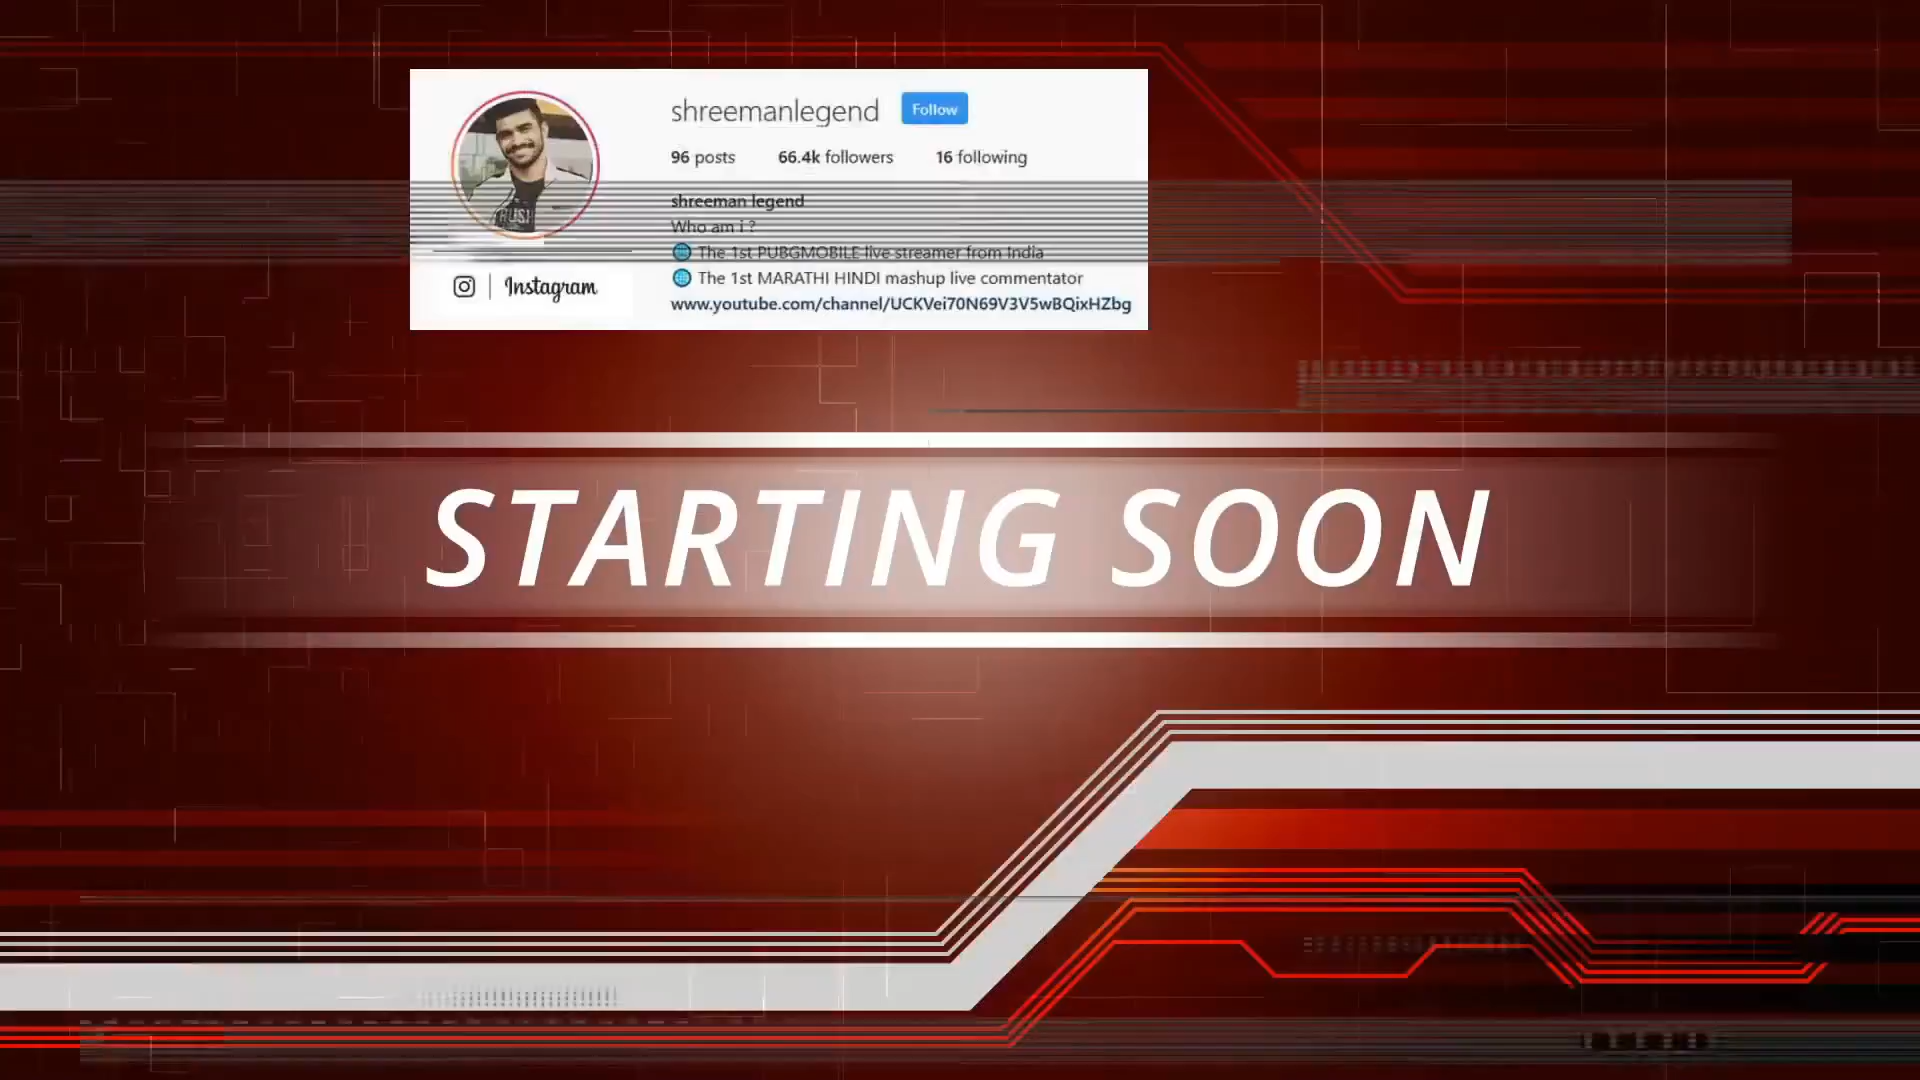 shreemanlegend Follow
96 posts 66.4k followers 16 following
shreeman legend
Who am i ?
The 1st PUBGMOBILE live streamer from India
The 1st MARATHI HINDI mashup live commentator
www.youtube.com/channel/UCKVei70N69V3V5wBQixHZbg
Instagram
STARTING SOON